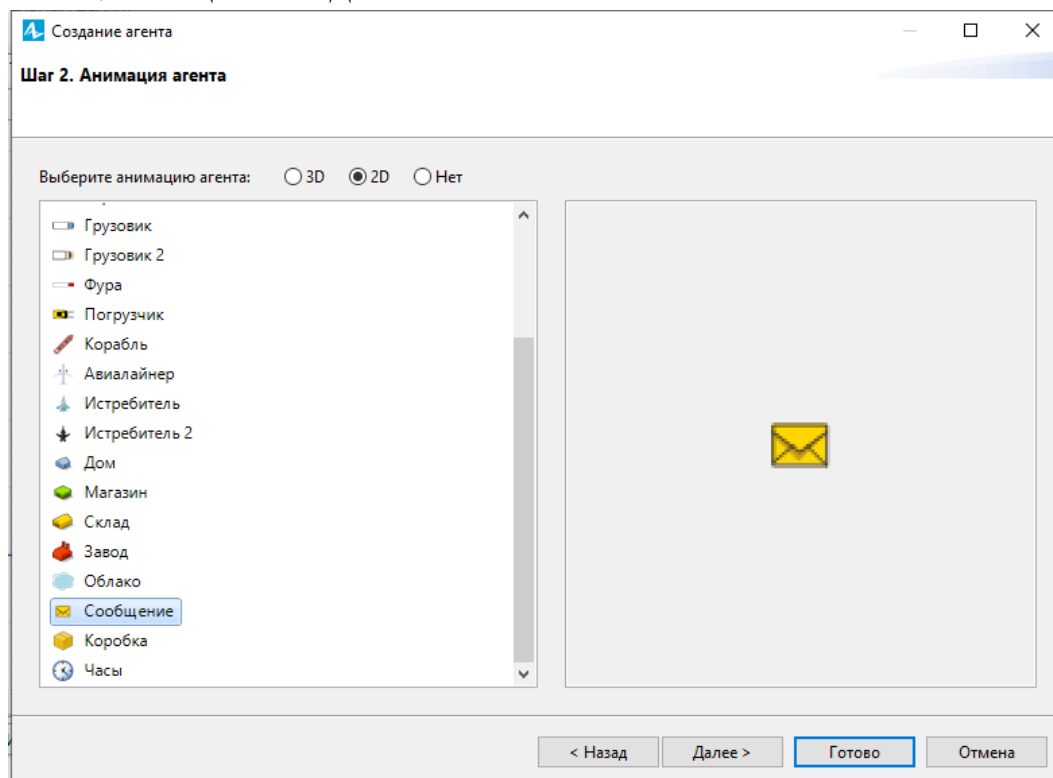 Создание агента
Шаг 2. Анимация агента
Выберите анимацию агента: 3D 2D Нет
Грузовик
Грузовик 2
Фура
Погрузчик
Корабль
Авиалайнер
Истребитель
Истребитель 2
Дом
Магазин
Склад
Завод
Облако
Сообщение
Коробка
Часы
< Назад Далее > Готово Отмена